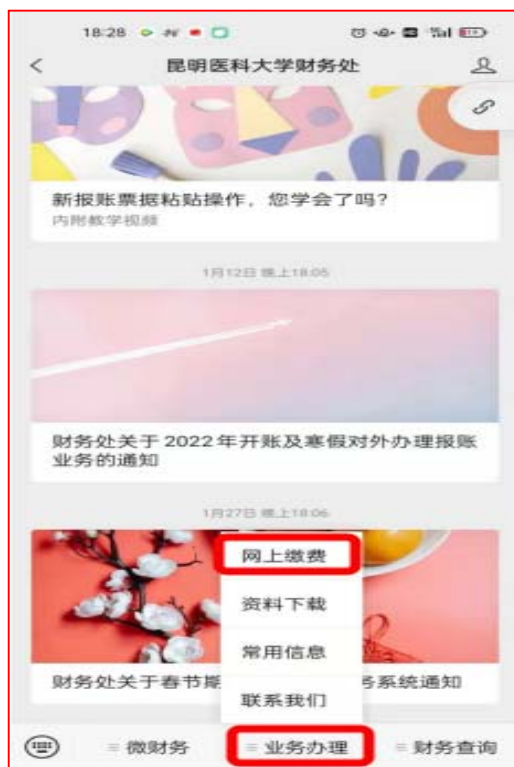 18:28
昆明医科大学财务处
新报账票据粘贴操作，您学会了吗？
内附教学视频
1月12日 晚上18:05
财务处关于 2022 年开账及寒假对外办理报账
业务的通知
1月27日 晚上18:06
网上缴费
资料下载
常用信息
财务处关于春节期
务系统通知
联系我们
微财务
业务办理
财务查询